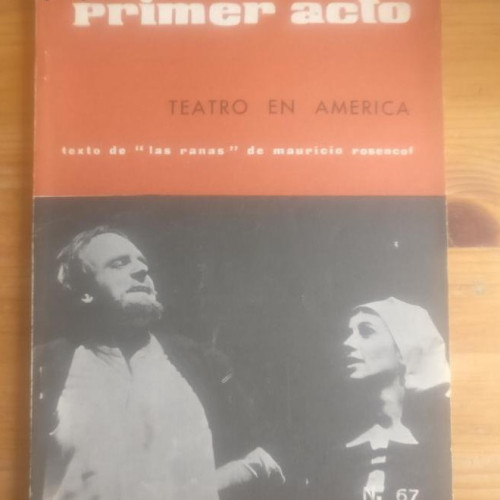 primer acto
TEATRO EN AMERICA
texto de "las ranas" de mauricio rosencof
N. 67